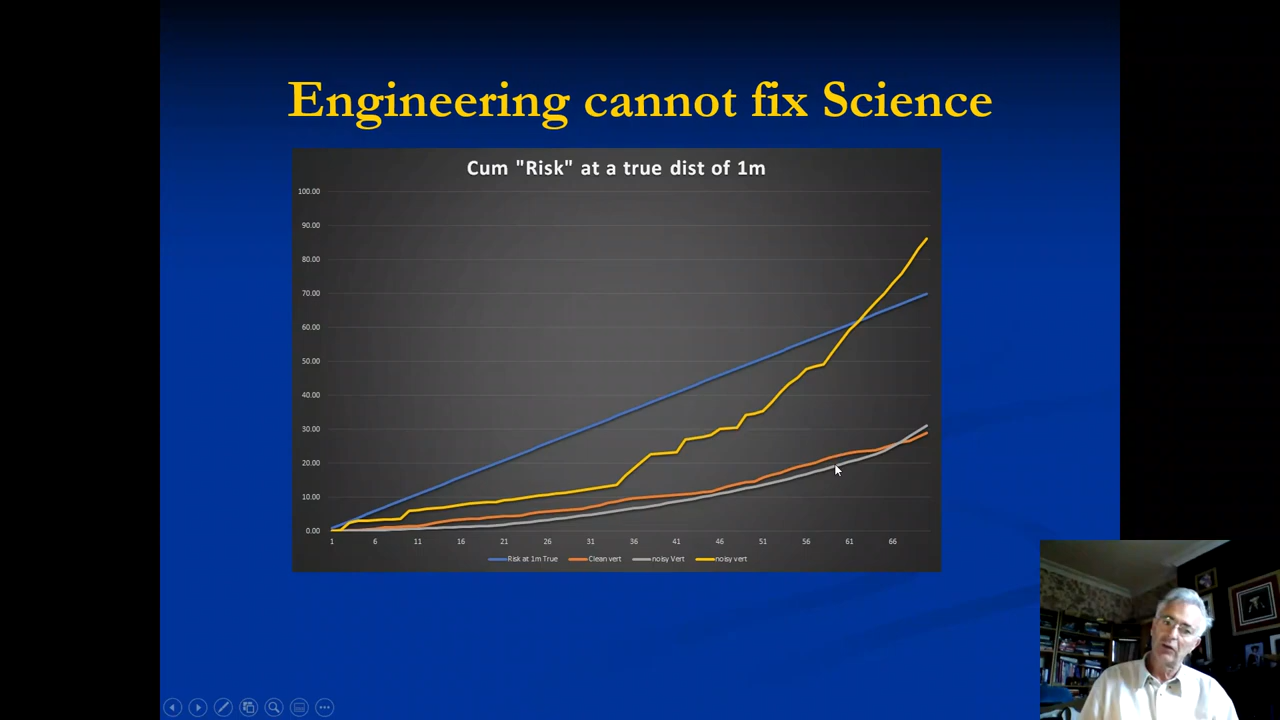 Engineering cannot fix Science
Cum "Risk" at a true dist of 1m
100.00
90.00
80.00
70.00
60.00
50.00
40.00
30.00
20.00
10.00
0.00
1 6 11 16 21 26 31 36 41 46 51 56 61 66
Risk at 1m True Clean vert noisy Vert noisy vert